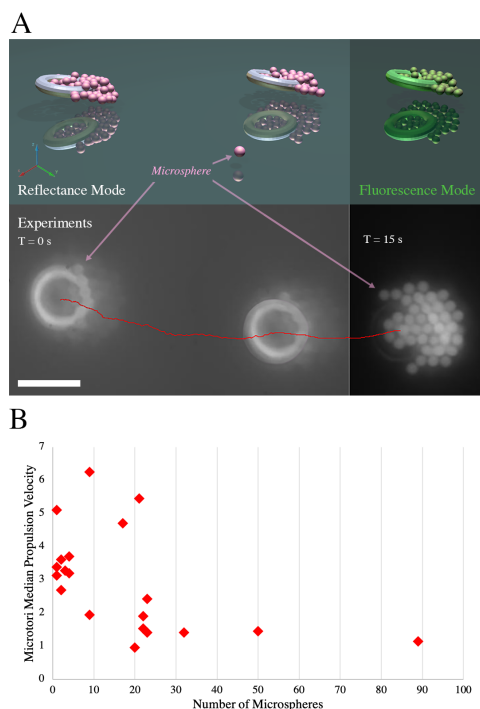 A
Microsphere
Reflectance Mode
Fluorescence Mode
Experiments
T = 0 s
T = 15 s
B
Microtori Median Propulsion Velocity
7
6
5
4
3
2
1
0
0 10 20 30 40 50 60 70 80 90 100
Number of Microspheres